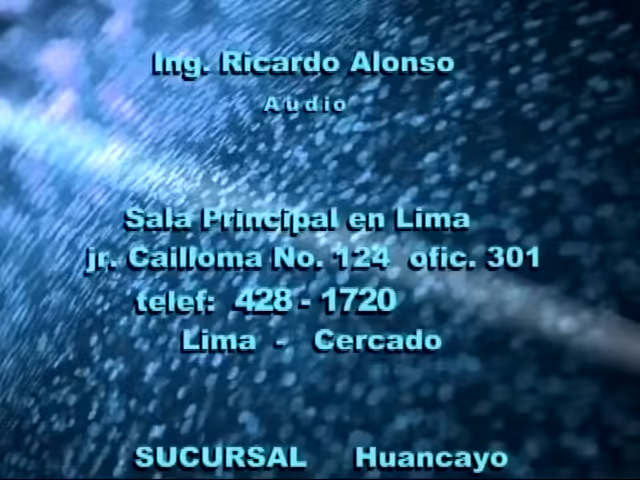 Ing. Ricardo Alonso
Audio
Sala Principal en Lima
jr. Cailloma No. 124 ofic. 301
telef: 428 - 1720
Lima - Cercado
SUCURSAL Huancayo